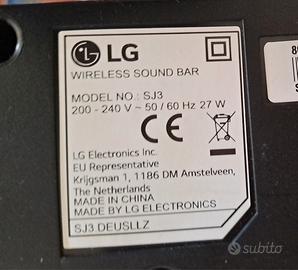 LG
WIRELESS SOUND BAR
MODEL NO.: SJ3
200 - 240 V ~ 50 / 60 Hz 27 W
CE
LG Electronics Inc.
EU Representative
Krijgsman 1, 1186 DM Amstelveen,
The Netherlands
MADE IN CHINA
MADE BY LG ELECTRONICS
SJ3 DEUSLLZ
subito